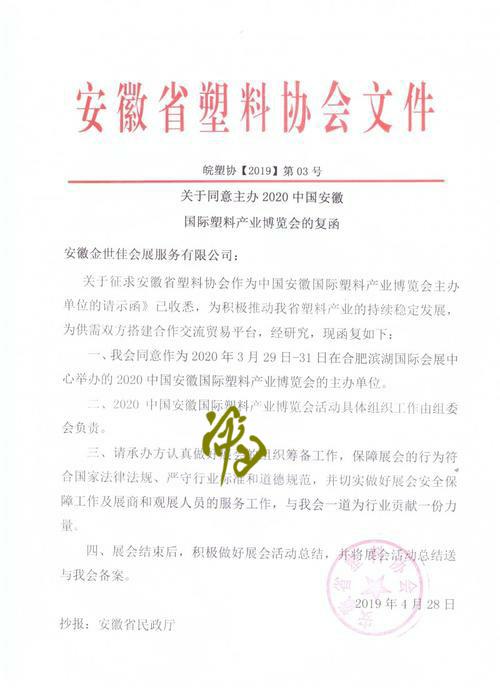 安徽省塑料协会文件
皖塑协【2019】第 03 号
关于同意主办 2020 中国安徽
国际塑料产业博览会的复函
安徽金世佳会展服务有限公司：
关于征求安徽省塑料协会作为中国安徽国际塑料产业博览会主办
单位的请示函》已收悉，为积极推动我省塑料产业的持续稳定发展，
为供需双方搭建合作交流贸易平台，经研究，现函复如下：
一、我会同意作为 2020 年 3 月 29 日-31 日在合肥滨湖国际会展中
心举办的 2020 中国安徽国际塑料产业博览会的主办单位。
二、2020 中国安徽国际塑料产业博览会活动具体组织工作由组委
会负责。
三、请承办方认真做好组织筹备工作，保障展会的行为符
合国家法律法规、严守行业标准和道德规范，并切实做好展会安全保
障工作及展商和观展人员的服务工作，与我会一道为行业贡献一份力
量。
四、展会结束后，积极做好展会活动总结，并将展会活动总结送
与我会备案。
安徽省塑料协会
2019 年 4 月 28 日
抄报：安徽省民政厅